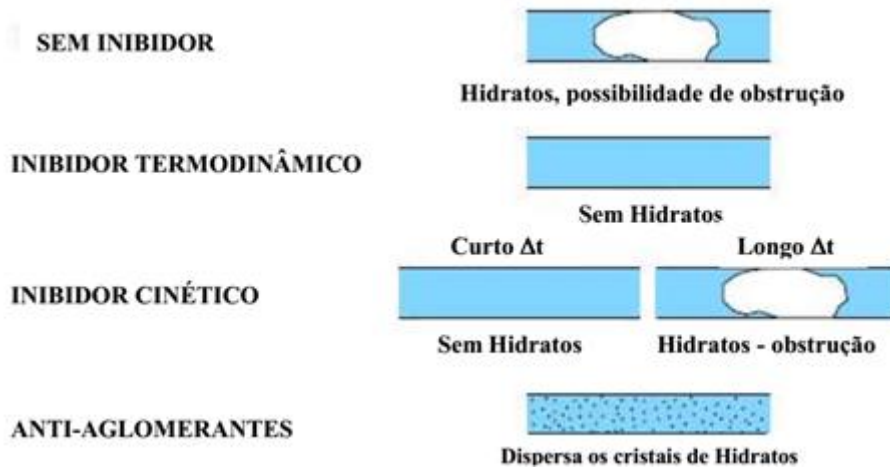 SEM INIBIDOR
Hidratos, possibilidade de obstrução
INIBIDOR TERMODINÂMICO
Sem Hidratos
Curto Δt
Longo Δt
INIBIDOR CINÉTICO
Sem Hidratos
Hidratos - obstrução
ANTI-AGLOMERANTES
Dispersa os cristais de Hidratos